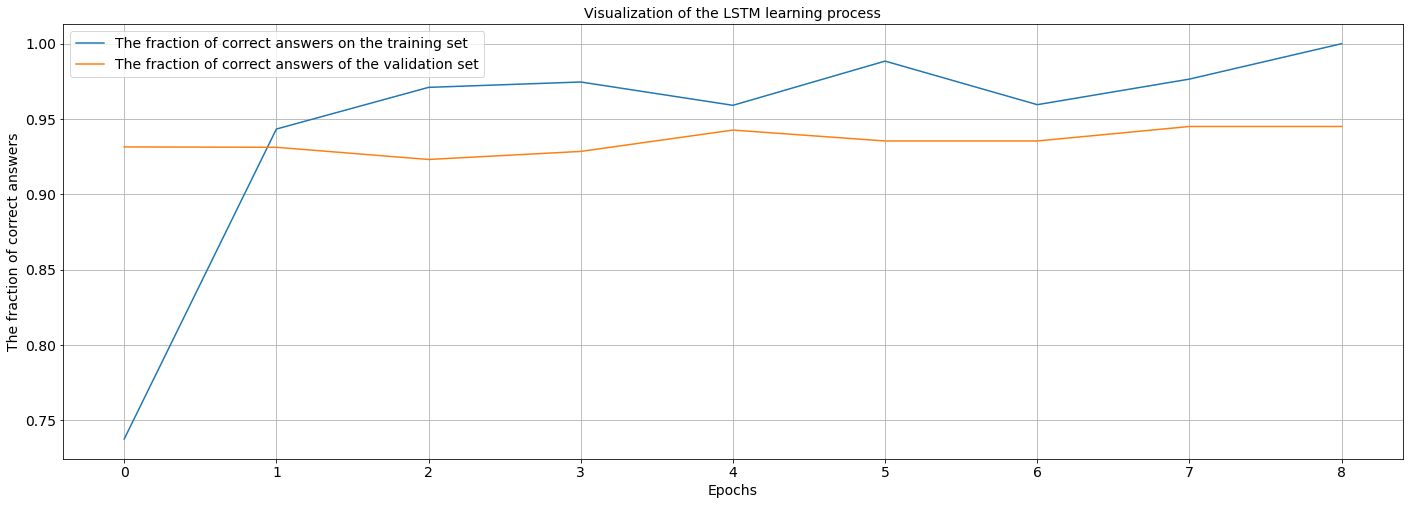 Visualization of the LSTM learning process
The fraction of correct answers on the training set
The fraction of correct answers of the validation set
The fraction of correct answers
1.00
0.95
0.90
0.85
0.80
0.75
0 1 2 3 4 5 6 7 8
Epochs